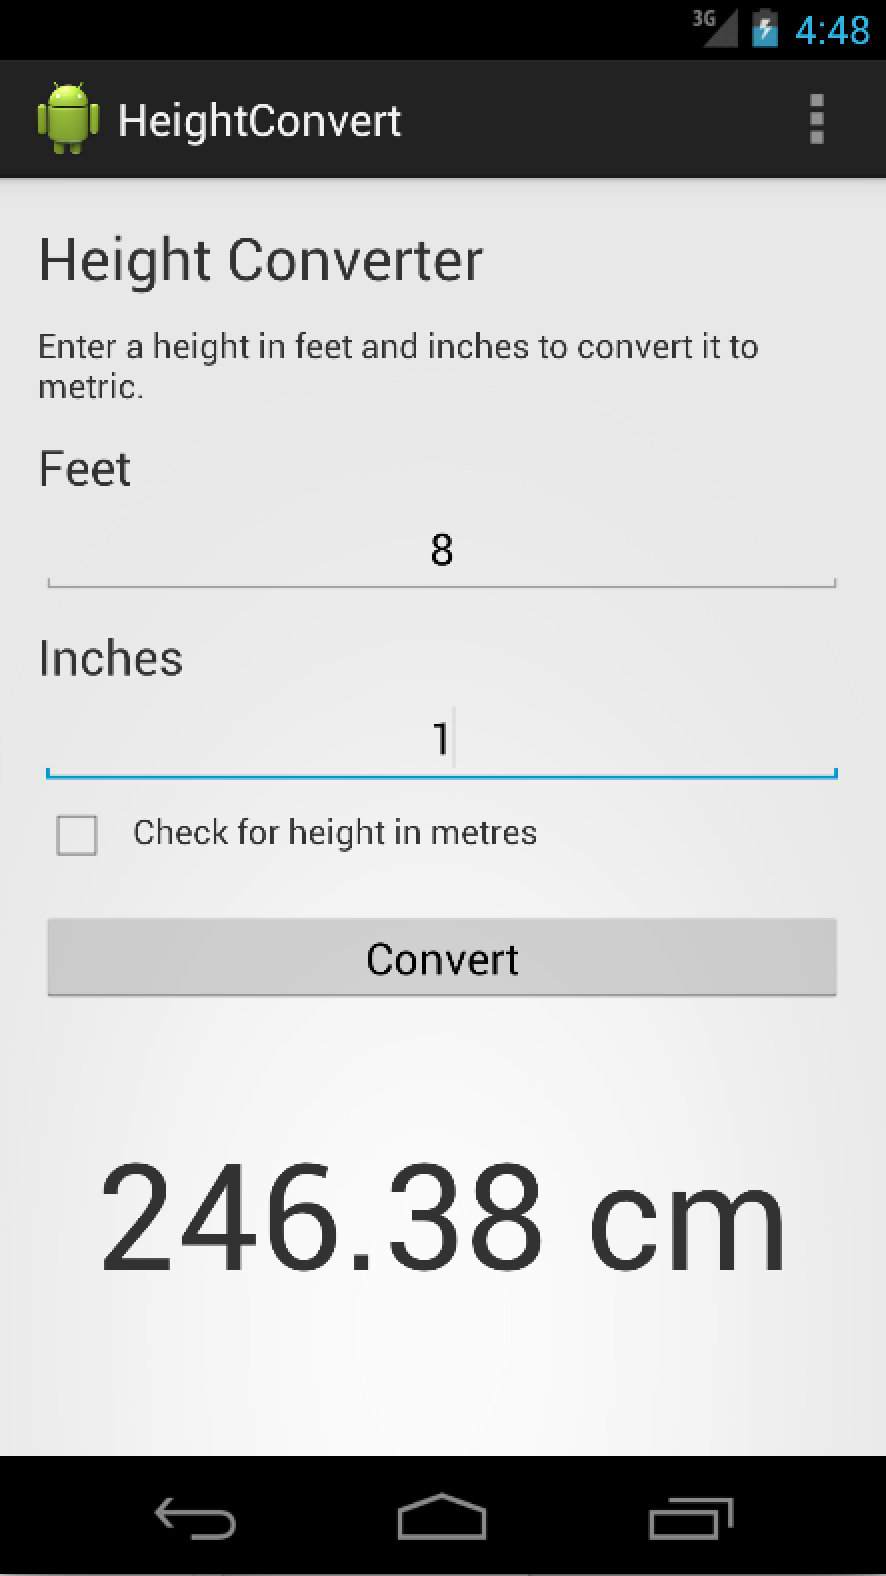 3G 4:48
HeightConvert
Height Converter
Enter a height in feet and inches to convert it to
metric.
Feet
8
Inches
1
Check for height in metres
Convert
246.38 cm